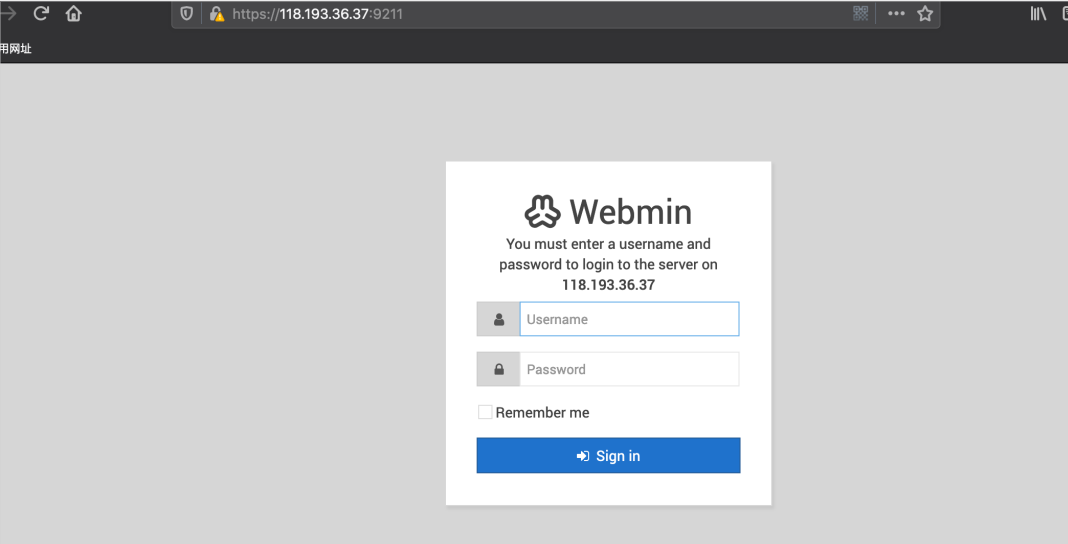 https://118.193.36.37:9211
用网址
Webmin
You must enter a username and
password to login to the server on
118.193.36.37
Username
Password
Remember me
Sign in